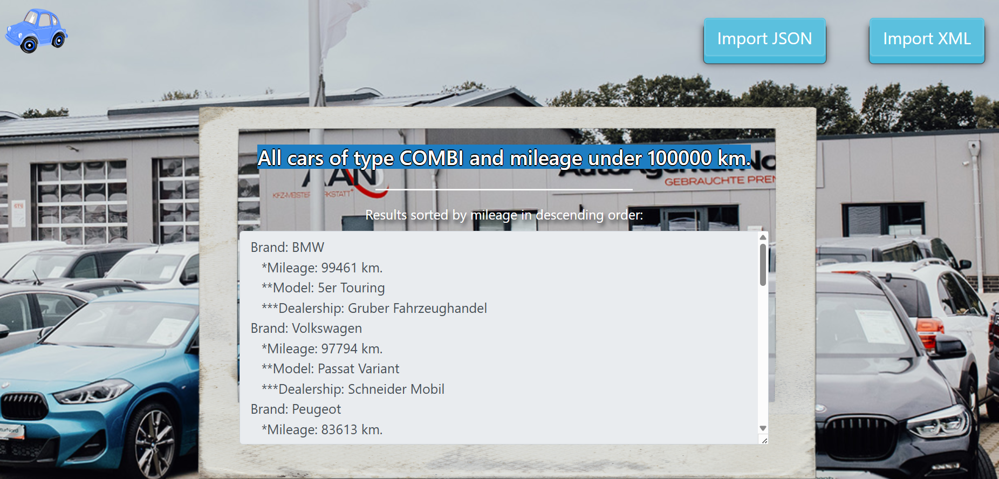 Import JSON
Import XML
All cars of type COMBI and mileage under 100000 km.
AAN
GEBRAUCHTE
Results sorted by mileage in descending order:
Brand: BMW
*Mileage: 99461 km.
**Model: 5er Touring
***Dealership: Gruber Fahrzeughandel
Brand: Volkswagen
*Mileage: 97794 km.
**Model: Passat Variant
***Dealership: Schneider Mobil
Brand: Peugeot
*Mileage: 83613 km.